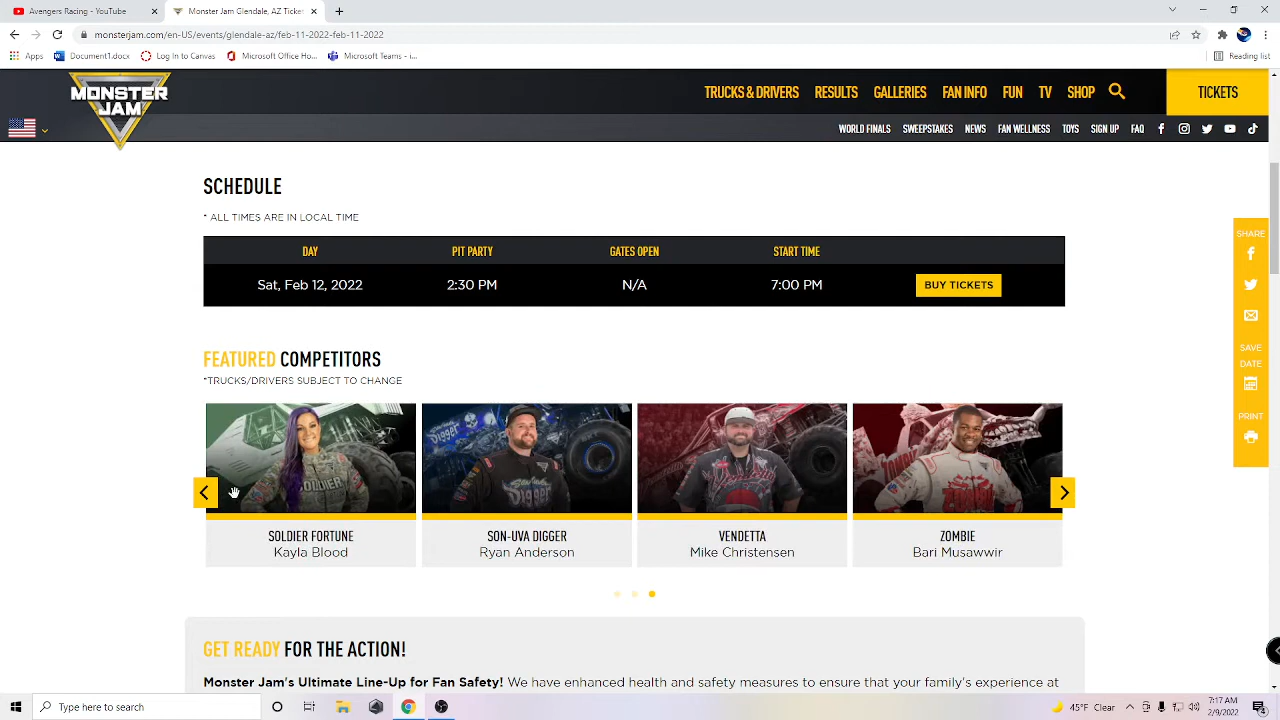 Avengers Racing - YouTube
Monster Jam, AZ Ticket
monsterjam.com/en-US/events/glendale-az/feb-11-2022-feb-11-2022
Apps
Document1.docx
Log In to Canvas
Microsoft Office Ho...
Microsoft Teams - i...
Reading list
MONSTER JAM
TRUCKS & DRIVERS
RESULTS
GALLERIES
FAN INFO
FUN
TV
SHOP
TICKETS
WORLD FINALS
SWEEPSTAKES
NEWS
FAN WELLNESS
TOYS
SIGN UP
FAQ
SCHEDULE
* ALL TIMES ARE IN LOCAL TIME
DAY PIT PARTY GATES OPEN START TIME
Sat, Feb 12, 2022 2:30 PM N/A 7:00 PM BUY TICKETS
FEATURED COMPETITORS
*TRUCKS/DRIVERS SUBJECT TO CHANGE
SOLDIER FORTUNE
Kayla Blood
SON-UVA DIGGER
Ryan Anderson
VENDETTA
Mike Christensen
ZOMBIE
Bari Musawwir
GET READY FOR THE ACTION!
Monster Jam's Ultimate Line-Up for Fan Safety! We have enhanced health and safety measures to ensure that your family's experience at
SHARE
SAVE
DATE
PRINT
Type here to search
45°F Clear
7:17 AM
2/9/2022